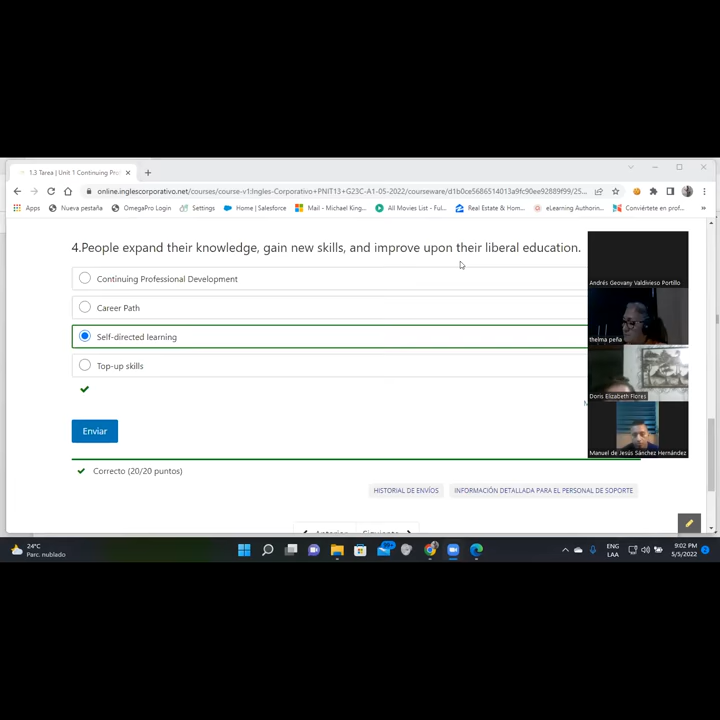 1.3 Tarea | Unit 1 Continuing Pro
online.inglescorporativo.net/courses/course-v1:Ingles-Corporativo+PNIT13+G23C-A1-05-2022/courseware/d1b0ce5686514013a9fc90ee92889f99/25...
Apps Nueva pestaña OmegaPro Login Settings Home | Salesforce Mail - Michael King... All Movies List - Ful... Real Estate & Hom... eLearning Authorin... Conviértete en prof... »
4.People expand their knowledge, gain new skills, and improve upon their liberal education.
Continuing Professional Development
Career Path
Self-directed learning
Top-up skills
Enviar
Correcto (20/20 puntos)
HISTORIAL DE ENVÍOS INFORMACIÓN DETALLADA PARA EL PERSONAL DE SOPORTE
Anterior Siguiente
Andrés Geovany Valdivieso Portillo
thelma peña
Doris Elizabeth Flores
Manuel de Jesús Sánchez Hernández
24°C
Parc. nublado
ENG
LAA
9:02 PM
5/5/2022